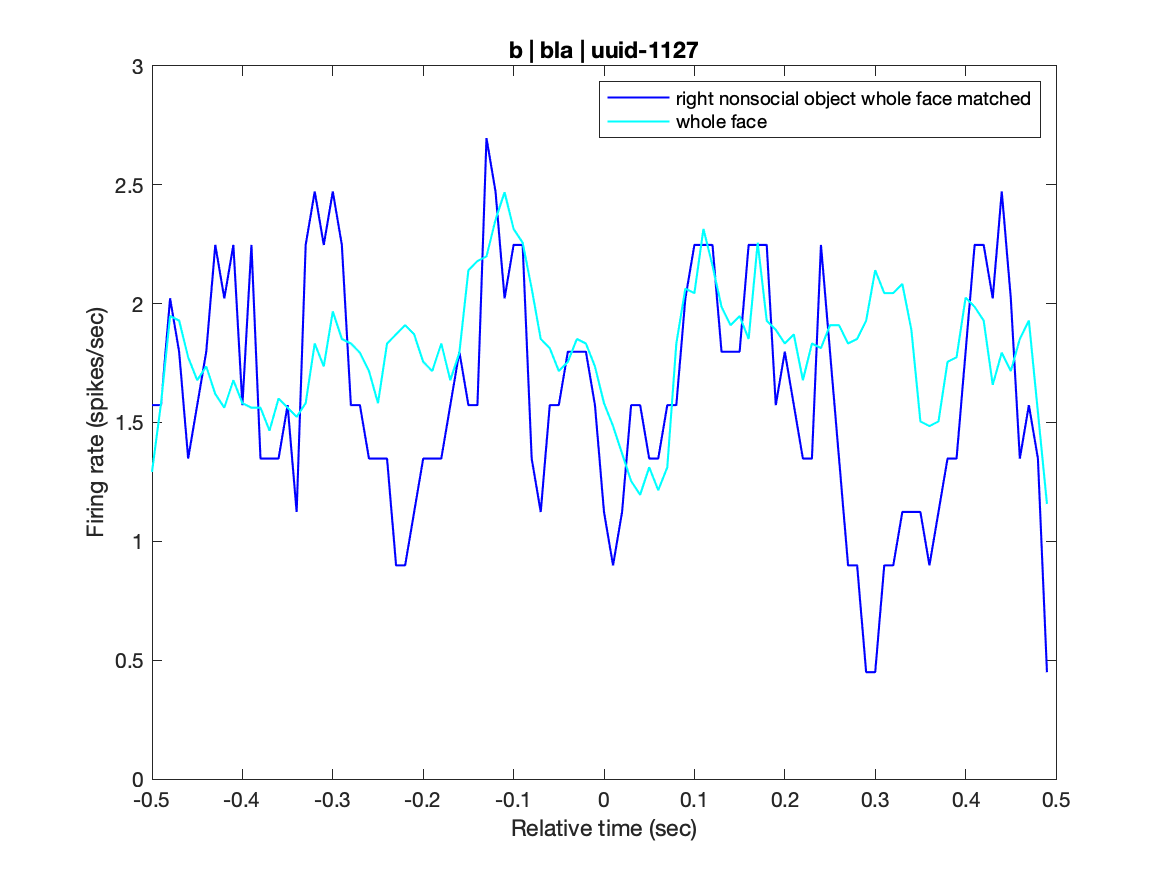 b | bla | uuid-1127
right nonsocial object whole face matched
whole face
3
2.5
2
1.5
1
0.5
0
Firing rate (spikes/sec)
-0.5 -0.4 -0.3 -0.2 -0.1 0 0.1 0.2 0.3 0.4 0.5
Relative time (sec)